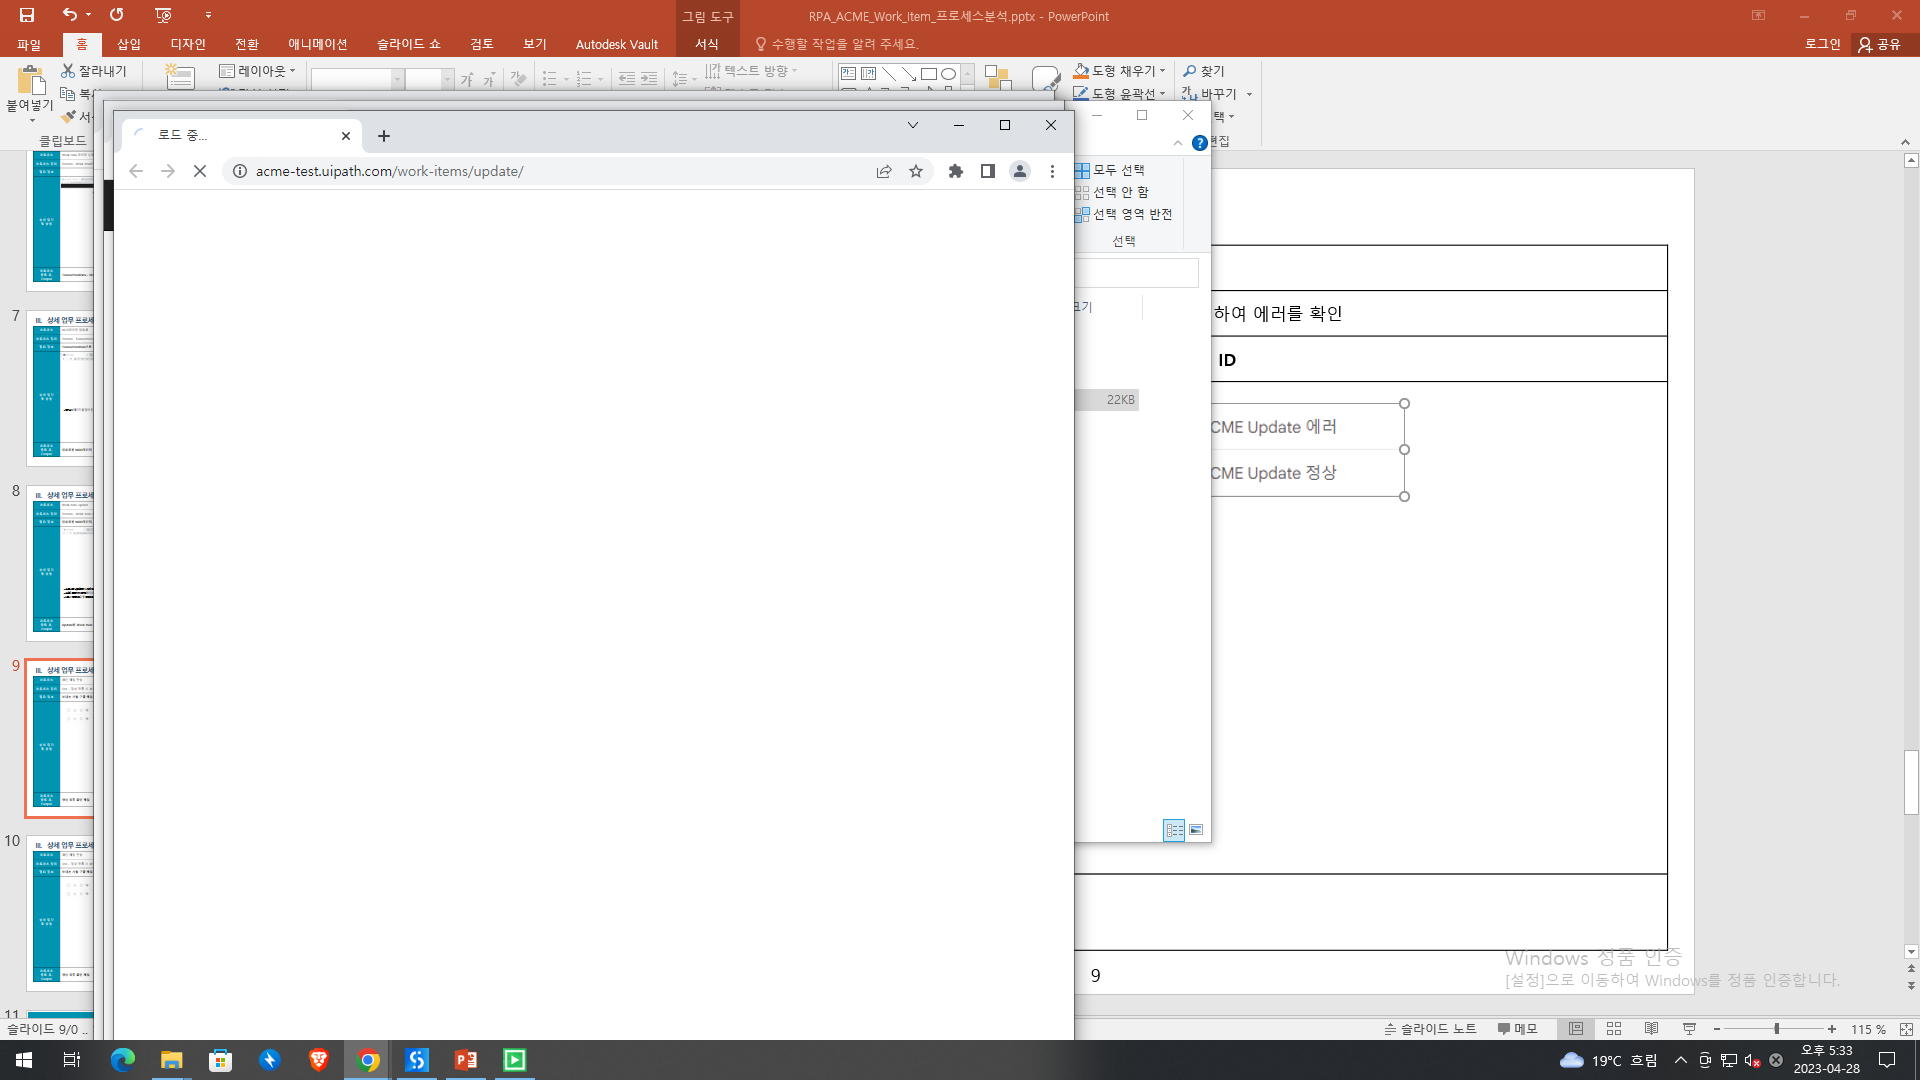 그림 도구
RPA_ACME_Work_Item_프로세스분석.pptx - PowerPoint
파일
홈
삽입
디자인
전환
애니메이션
슬라이드 쇼
검토
보기
Autodesk Vault
서식
수행할 작업을 알려 주세요.
로그인
공유
붙여넣기
잘라내기
클립보드
레이아웃
텍스트 방향
도형 채우기
도형 윤곽선
찾기
바꾸기
로드 중...
acme-test.uipath.com/work-items/update/
모두 선택
선택 안 함
선택 영역 반전
선택
22KB
하여 에러를 확인
ID
CME Update 에러
CME Update 정상
7
8
9
10
9
Windows 정품 인증
[설정]으로 이동하여 Windows를 정품 인증합니다.
슬라이드 9/0
슬라이드 노트
메모
115 %
19°C 흐림
오후 5:33
2023-04-28